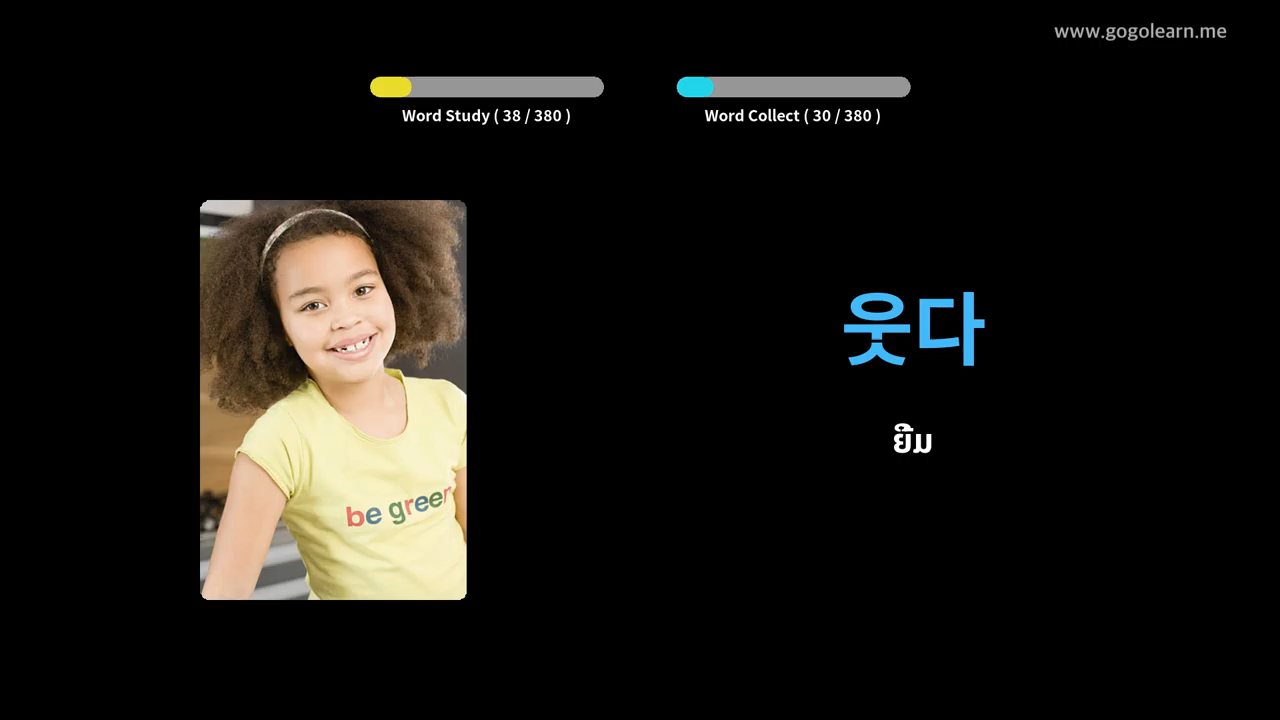 www.gogolearn.me
Word Study ( 38 / 380 )
Word Collect ( 30 / 380 )
웃다
ຍີ້ມ
be green